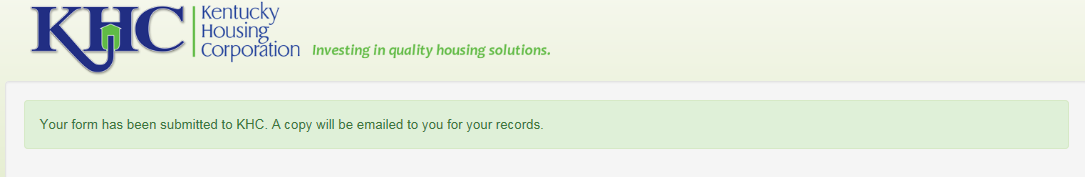 KHC
Kentucky
Housing
Corporation
Investing in quality housing solutions.
Your form has been submitted to KHC. A copy will be emailed to you for your records.